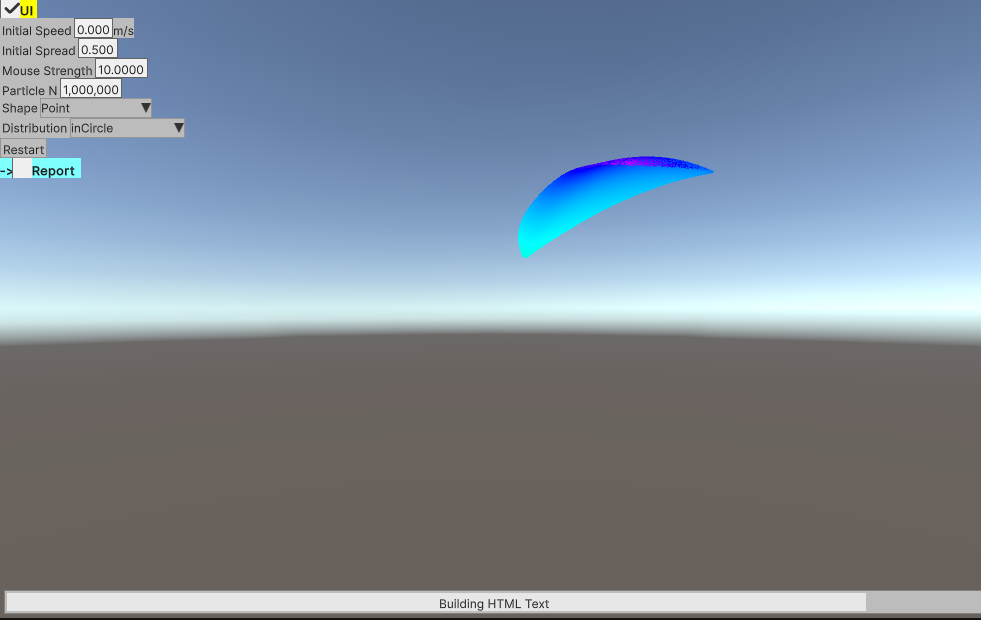 UI
Initial Speed 0.000 m/s
Initial Spread 0.500
Mouse Strength 10.0000
Particle N 1,000,000
Shape Point
Distribution inCircle
Restart
-> Report
Building HTML Text